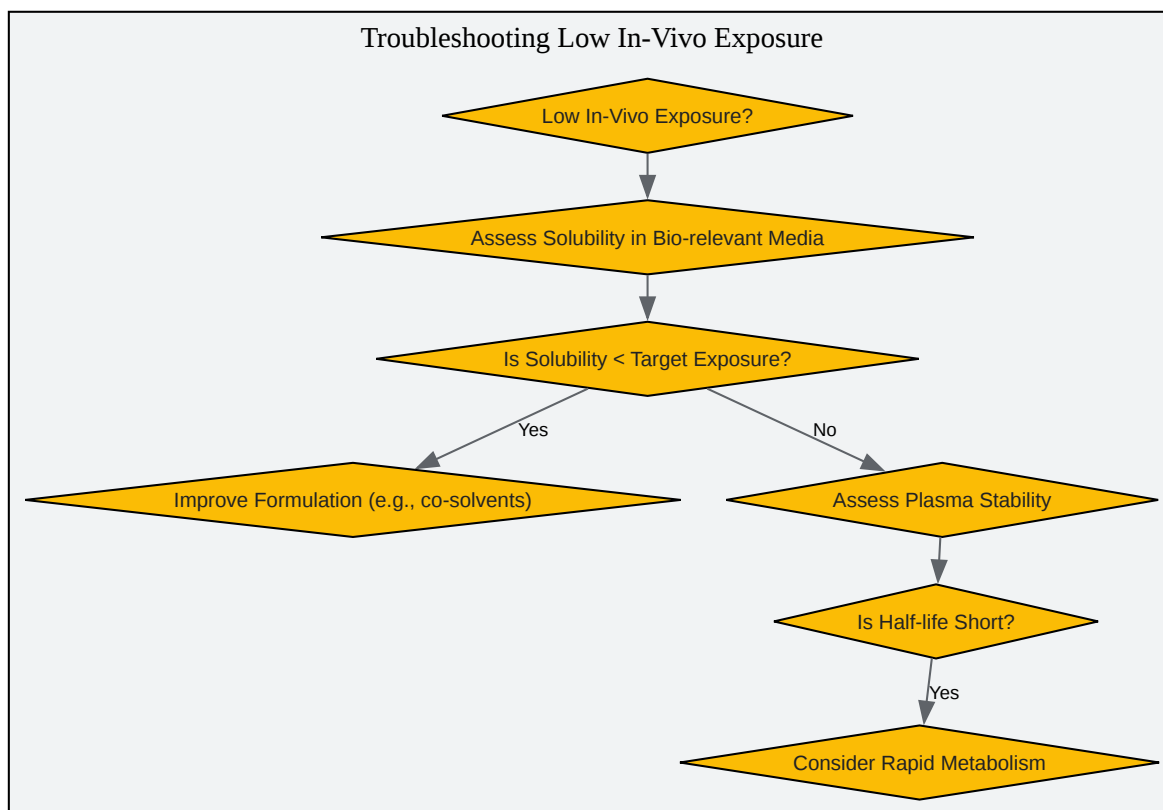 Troubleshooting Low In-Vivo Exposure
Low In-Vivo Exposure?
Assess Solubility in Bio-relevant Media
Is Solubility < Target Exposure?
Yes
No
Improve Formulation (e.g., co-solvents)
Assess Plasma Stability
Is Half-life Short?
Yes
Consider Rapid Metabolism